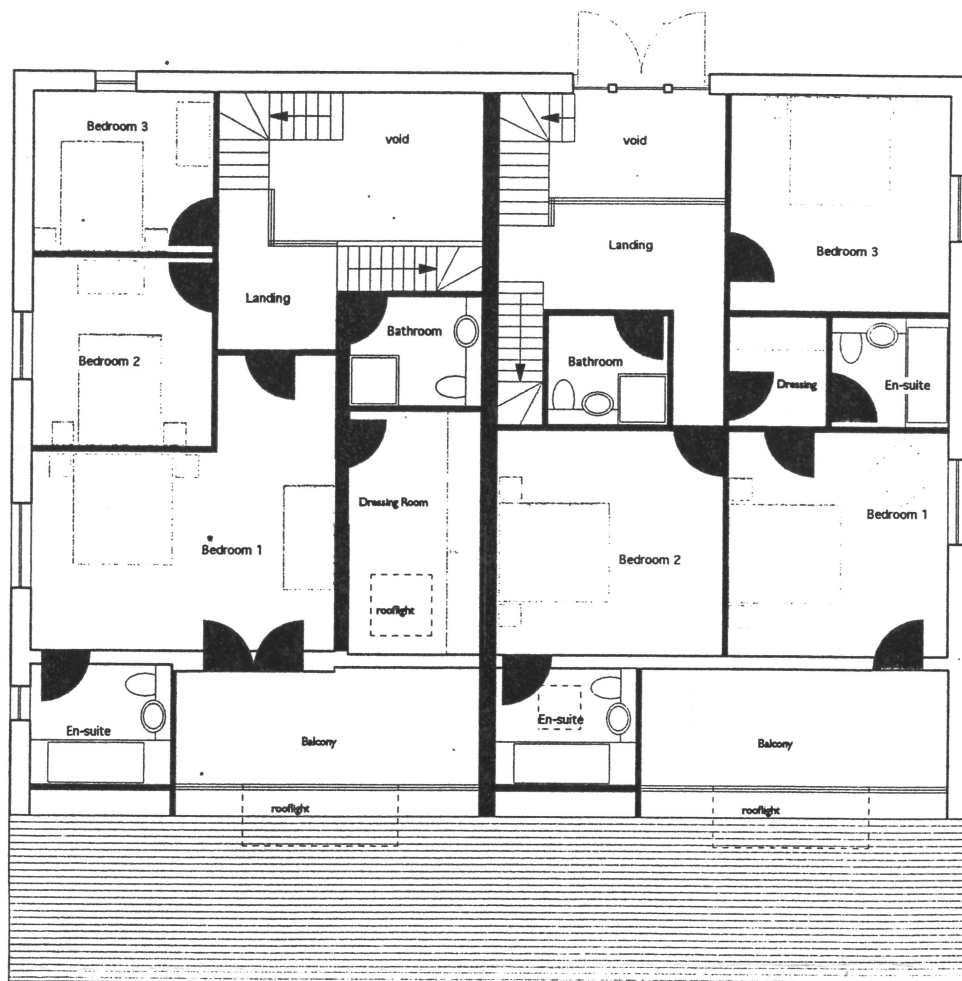 Bedroom 3
void
void
Landing
Bedroom 3
Landing
Bathroom
Bedroom 2
Bathroom
Dressing
En-suite
Dressing Room
Bedroom 1
Bedroom 1
Bedroom 2
rooflight
En-suite
En-suite
Balcony
Balcony
rooflight
rooflight